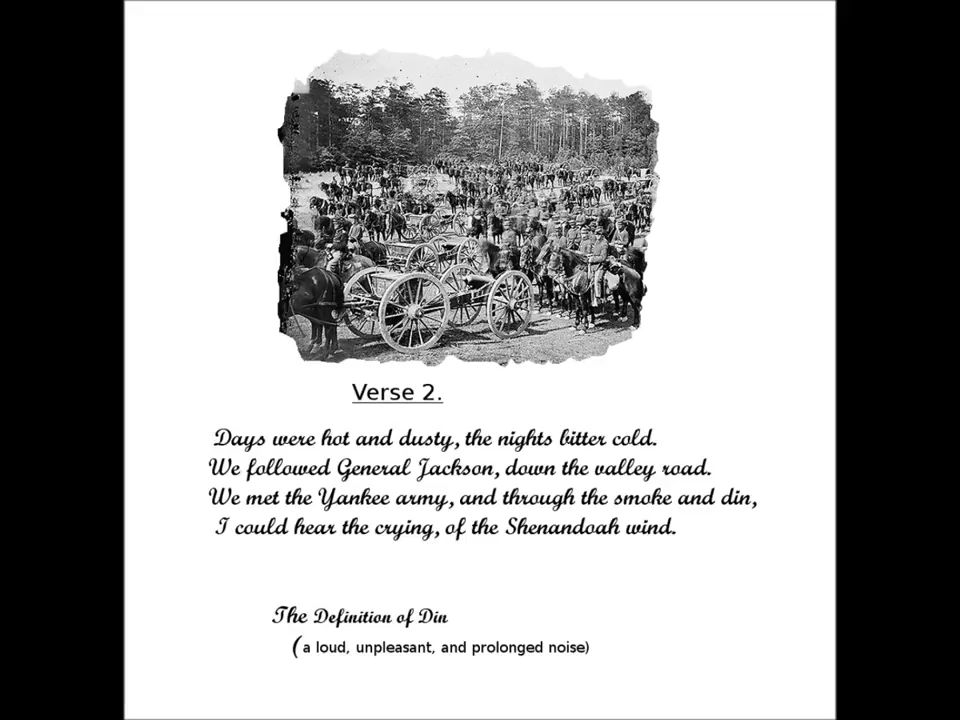 Verse 2.
Days were hot and dusty, the nights bitter cold.
We followed General Jackson, down the valley road.
We met the Yankee army, and through the smoke and din,
I could hear the crying, of the Shenandoah wind.
The Definition of Din
(a loud, unpleasant, and prolonged noise)